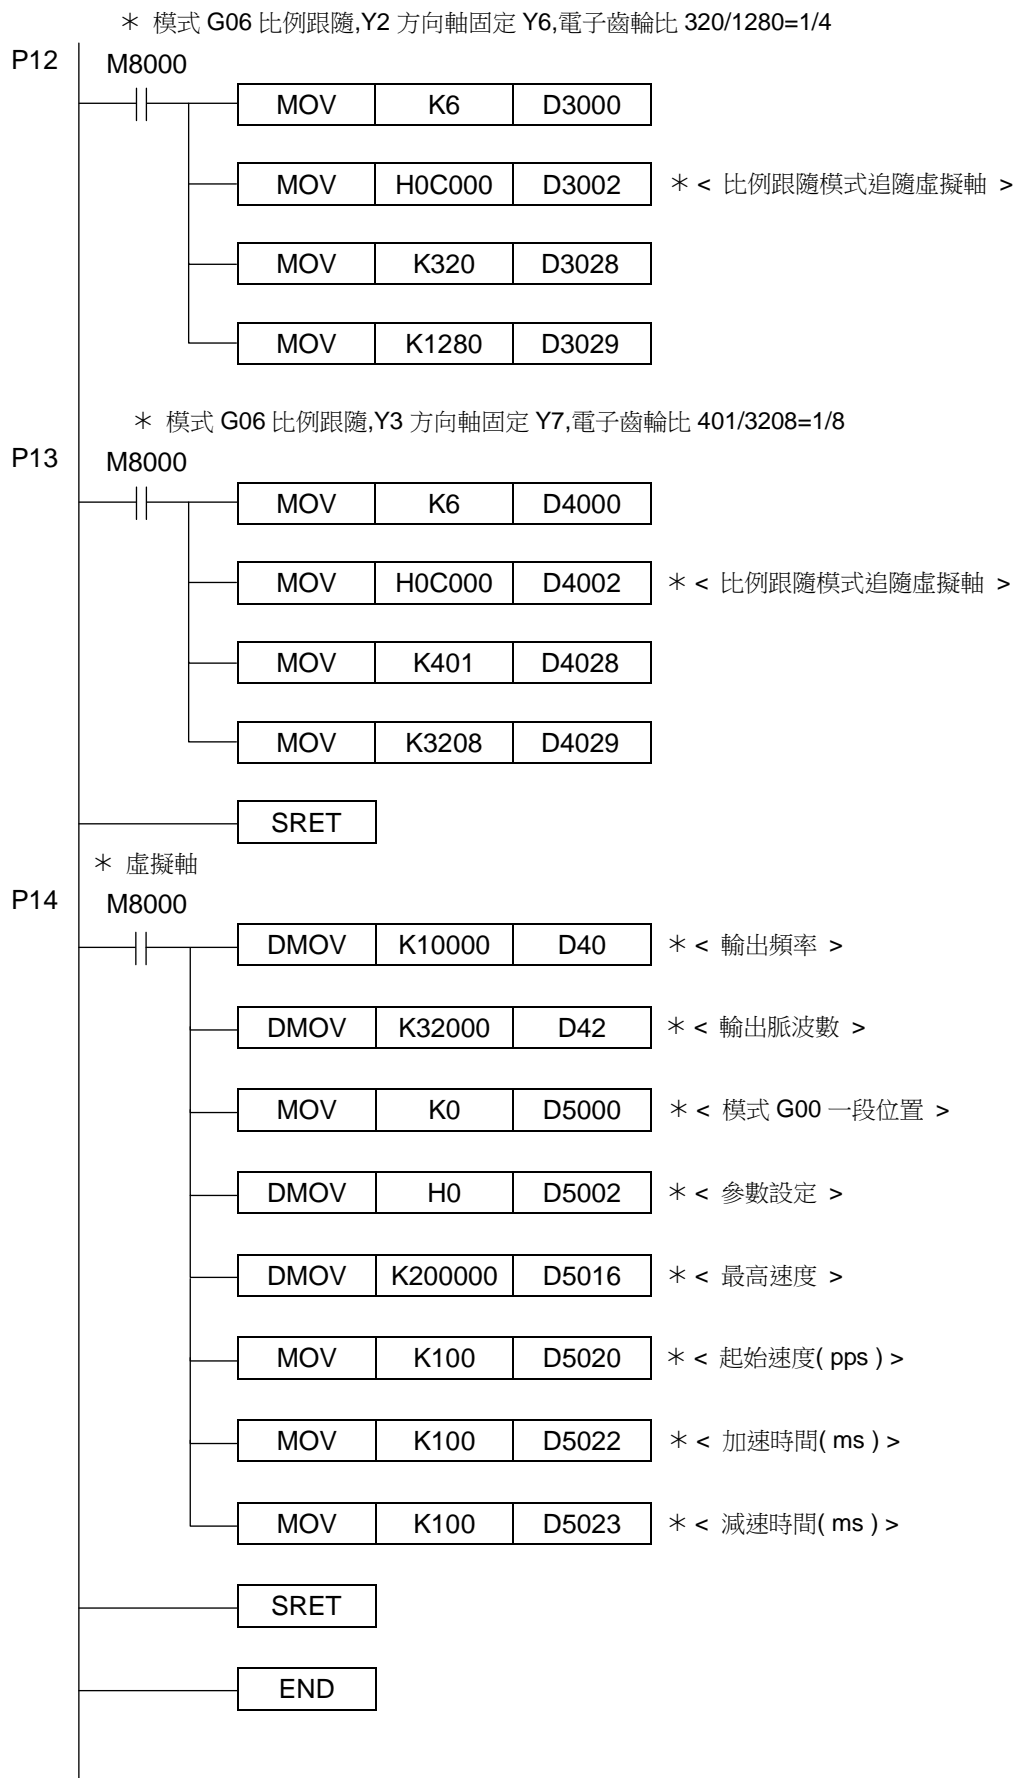 ＊ 模式 G06 比例跟隨,Y2 方向軸固定 Y6,電子齒輪比 320/1280=1/4
P12 M8000
MOV K6 D3000
MOV H0C000 D3002 ＊< 比例跟隨模式追隨虛擬軸 >
MOV K320 D3028
MOV K1280 D3029
＊ 模式 G06 比例跟隨,Y3 方向軸固定 Y7,電子齒輪比 401/3208=1/8
P13 M8000
MOV K6 D4000
MOV H0C000 D4002 ＊< 比例跟隨模式追隨虛擬軸 >
MOV K401 D4028
MOV K3208 D4029
SRET
＊ 虛擬軸
P14 M8000
DMOV K10000 D40 ＊< 輸出頻率 >
DMOV K32000 D42 ＊< 輸出脈波數 >
MOV K0 D5000 ＊< 模式 G00 一段位置 >
DMOV H0 D5002 ＊< 參數設定 >
DMOV K200000 D5016 ＊< 最高速度 >
MOV K100 D5020 ＊< 起始速度( pps ) >
MOV K100 D5022 ＊< 加速時間( ms ) >
MOV K100 D5023 ＊< 減速時間( ms ) >
SRET
END